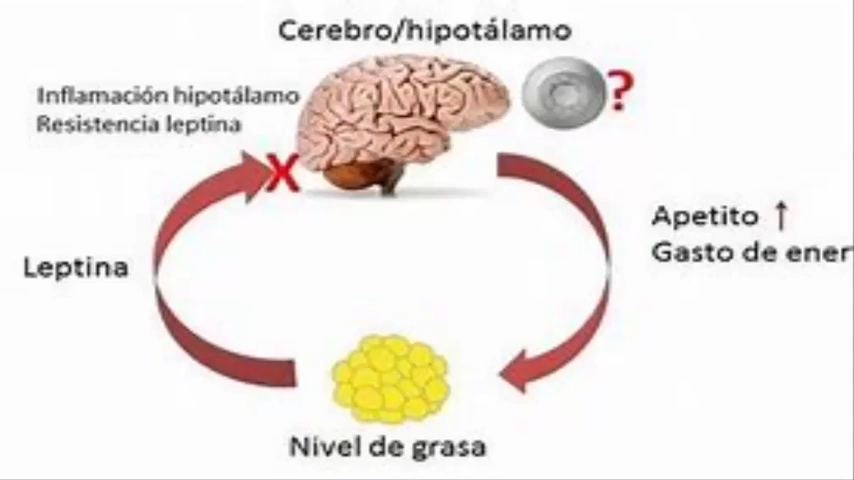 Cerebro/hipotálamo
Inflamación hipotálamo
Resistencia leptina
?
X
Apetito ↑
Gasto de ener
Leptina
Nivel de grasa